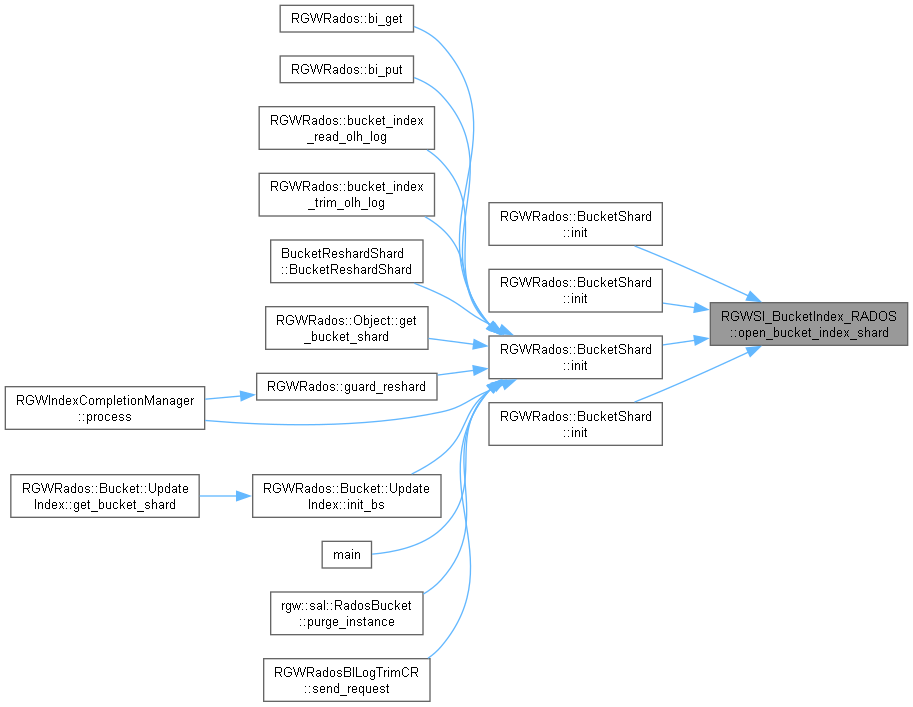 RGWRados::bi_get
RGWRados::bi_put
RGWRados::bucket_index
_read_olh_log
RGWRados::bucket_index
_trim_olh_log
BucketReshardShard
::BucketReshardShard
RGWRados::Object::get
_bucket_shard
RGWRados::guard_reshard
RGWIndexCompletionManager
::process
RGWRados::Bucket::Update
Index::get_bucket_shard
RGWRados::Bucket::Update
Index::init_bs
main
rgw::sal::RadosBucket
::purge_instance
RGWRadosBILogTrimCR
::send_request
RGWRados::BucketShard
::init
RGWRados::BucketShard
::init
RGWRados::BucketShard
::init
RGWRados::BucketShard
::init
RGWSI_BucketIndex_RADOS
::open_bucket_index_shard